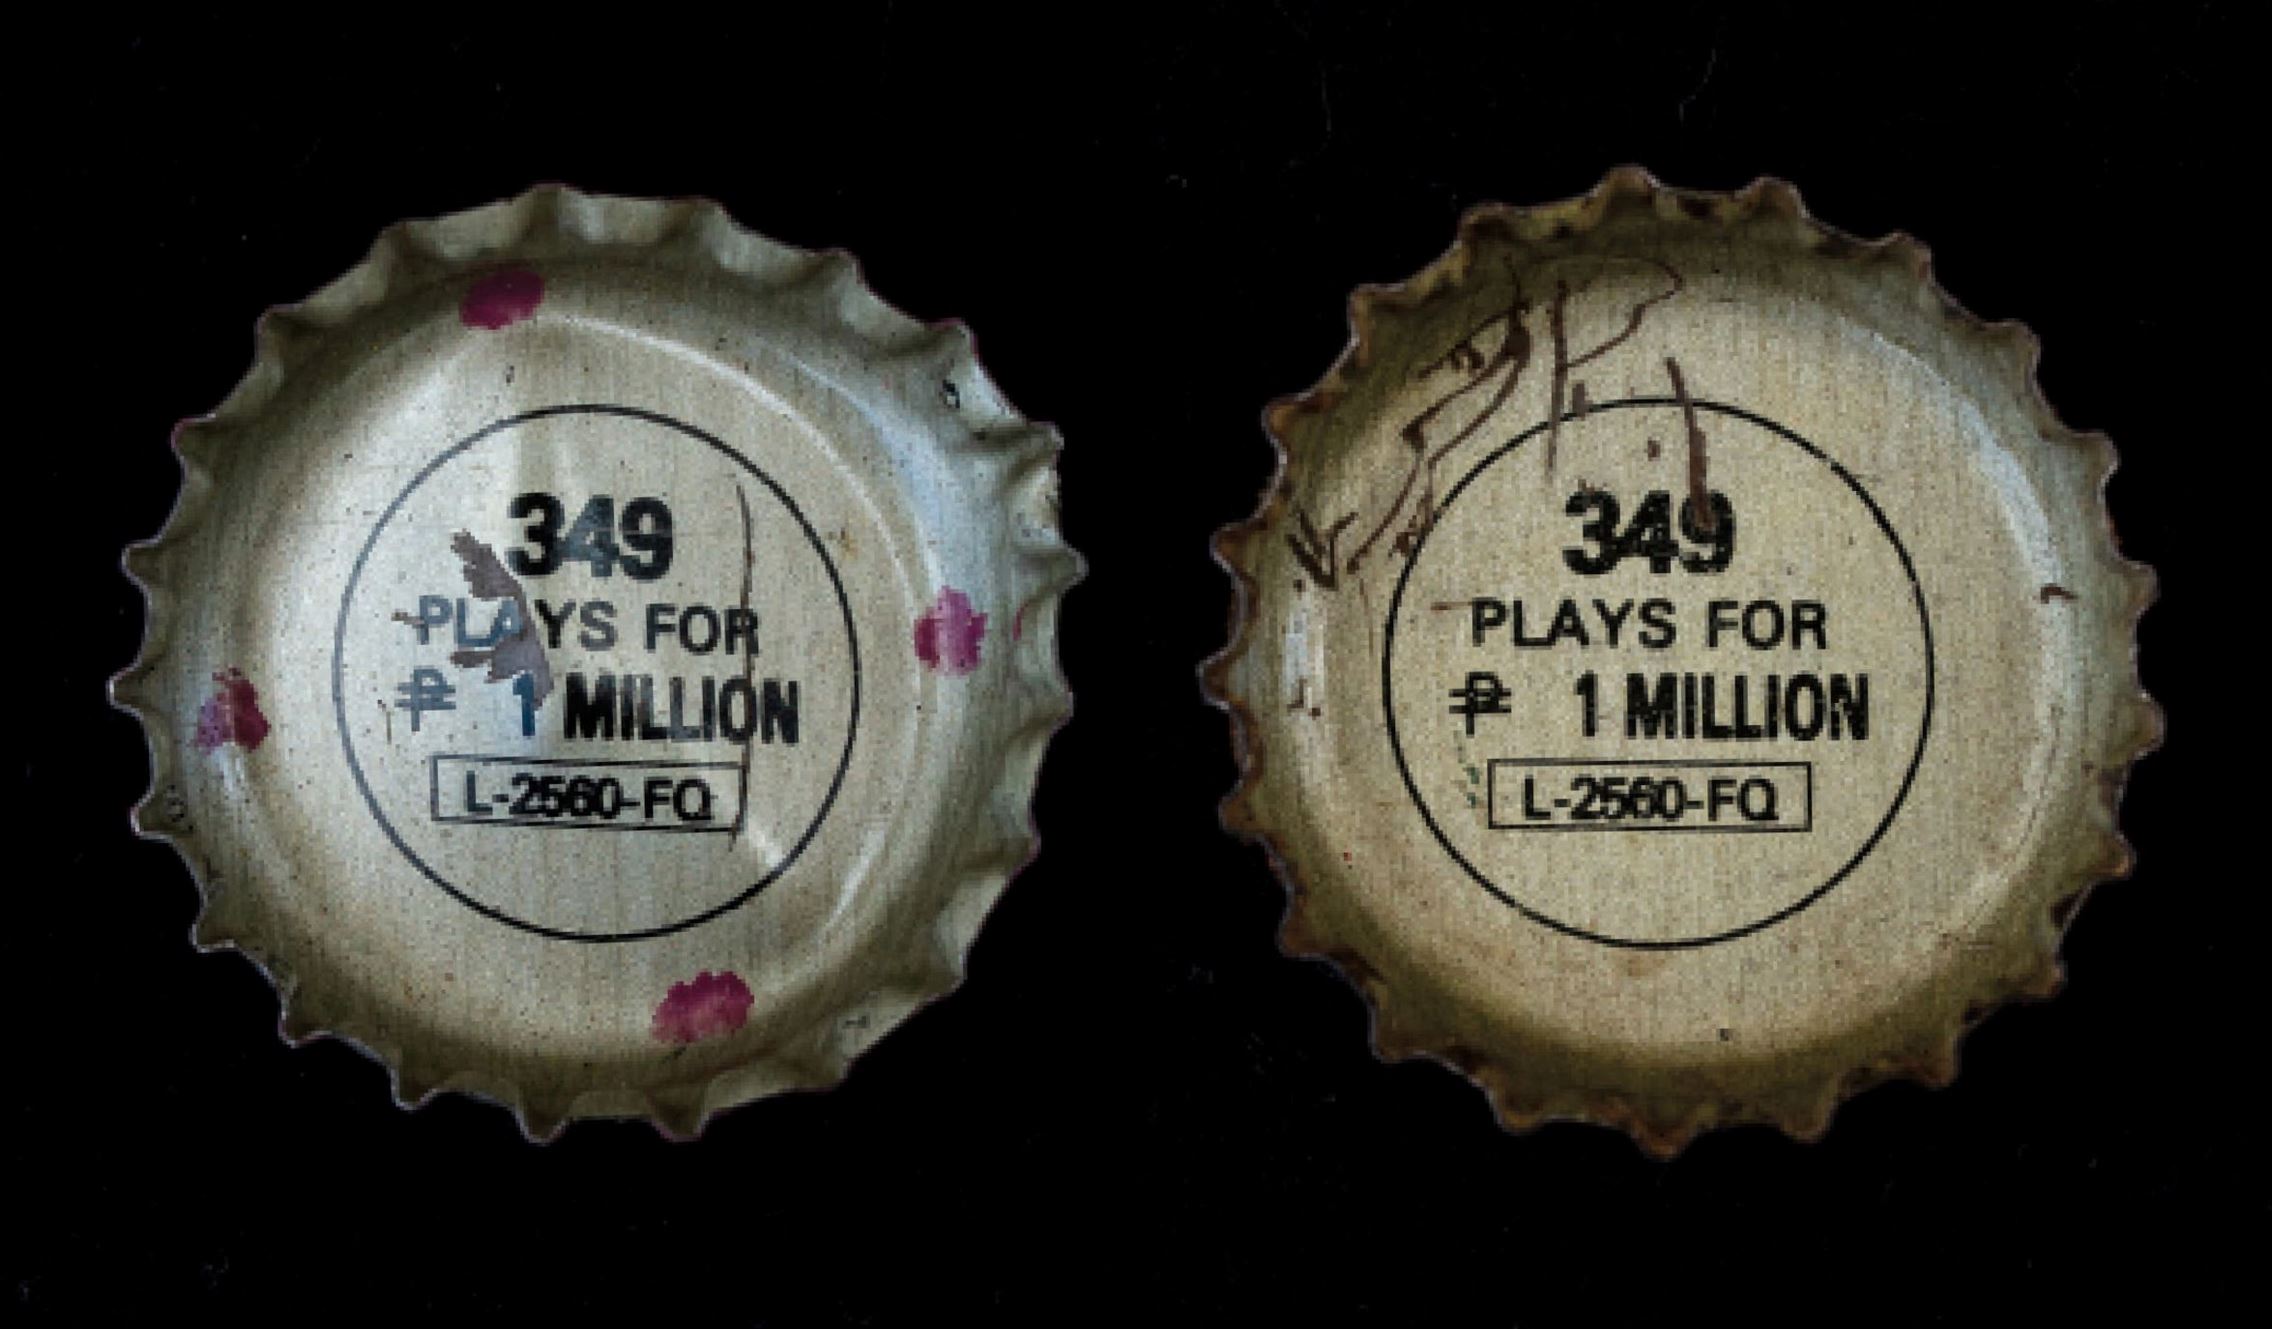 349
PLAYS FOR
₱ 1 MILLION
L-2560-FQ
349
PLAYS FOR
₱ 1 MILLION
L-2560-FQ